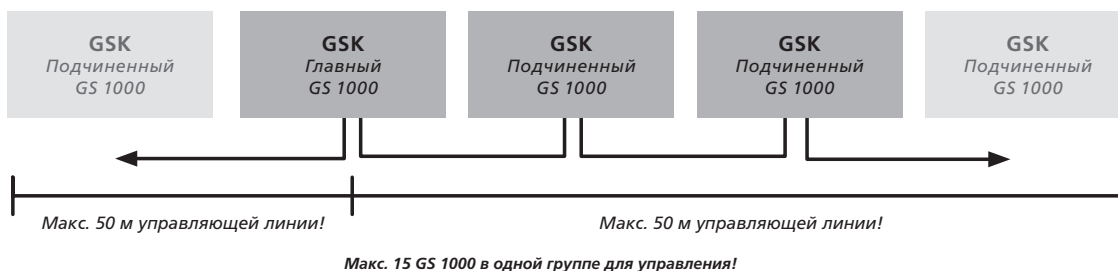 GSK
Подчиненный
GS 1000
GSK
Главный
GS 1000
GSK
Подчиненный
GS 1000
GSK
Подчиненный
GS 1000
GSK
Подчиненный
GS 1000
Макс. 50 м управляющей линии!
Макс. 50 м управляющей линии!
Макс. 15 GS 1000 в одной группе для управления!